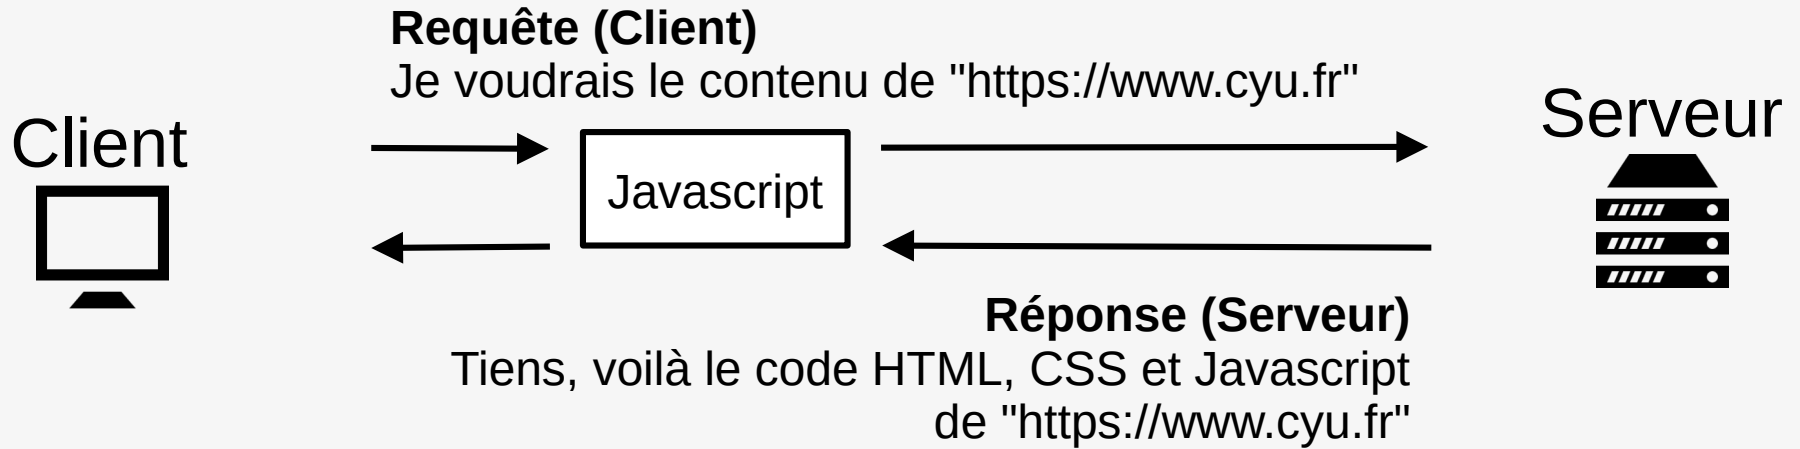 Requête (Client)
Je voudrais le contenu de "https://www.cyu.fr"
Client
Serveur
Javascript
Réponse (Serveur)
Tiens, voilà le code HTML, CSS et Javascript
de "https://www.cyu.fr"